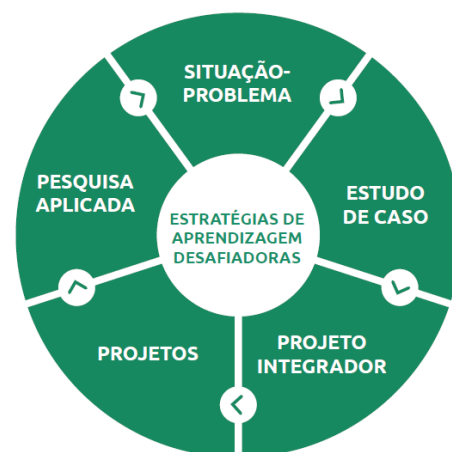 SITUAÇÃO-
PROBLEMA
PESQUISA
APLICADA
ESTUDO
DE CASO
ESTRATÉGIAS DE
APRENDIZAGEM
DESAFIADORAS
PROJETOS
PROJETO
INTEGRADOR